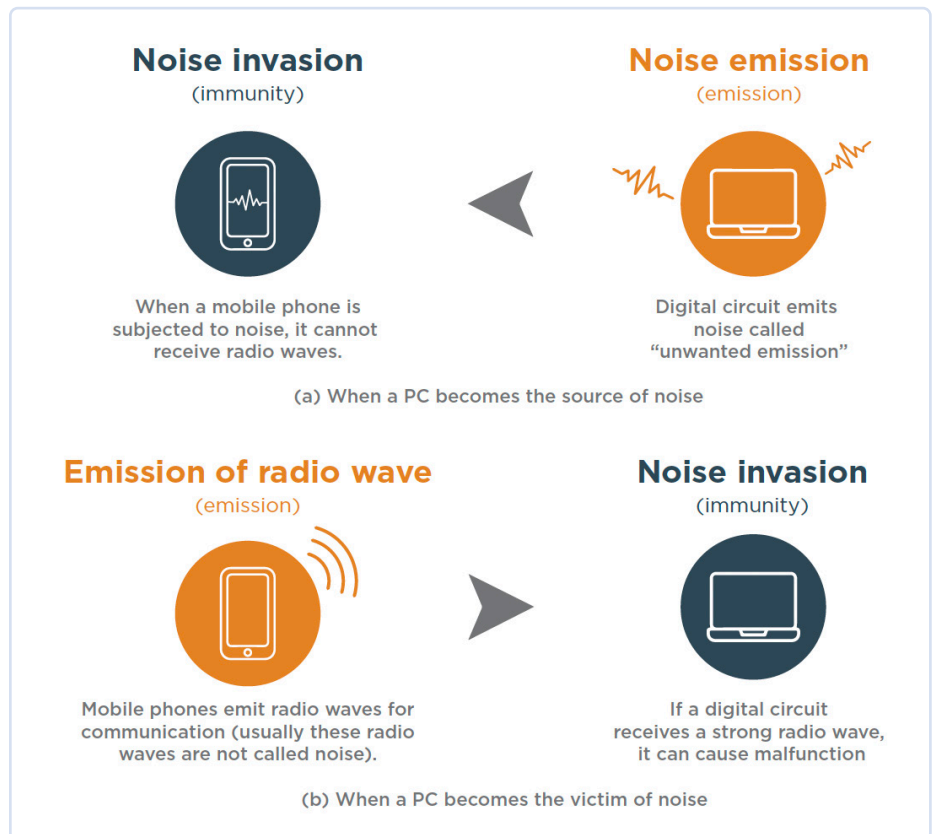 Noise invasion
(immunity)
Noise emission
(emission)
When a mobile phone is
subjected to noise, it cannot
receive radio waves.
Digital circuit emits
noise called
“unwanted emission”
(a) When a PC becomes the source of noise
Emission of radio wave
(emission)
Noise invasion
(immunity)
Mobile phones emit radio waves for
communication (usually these radio
waves are not called noise).
If a digital circuit
receives a strong radio wave,
it can cause malfunction
(b) When a PC becomes the victim of noise